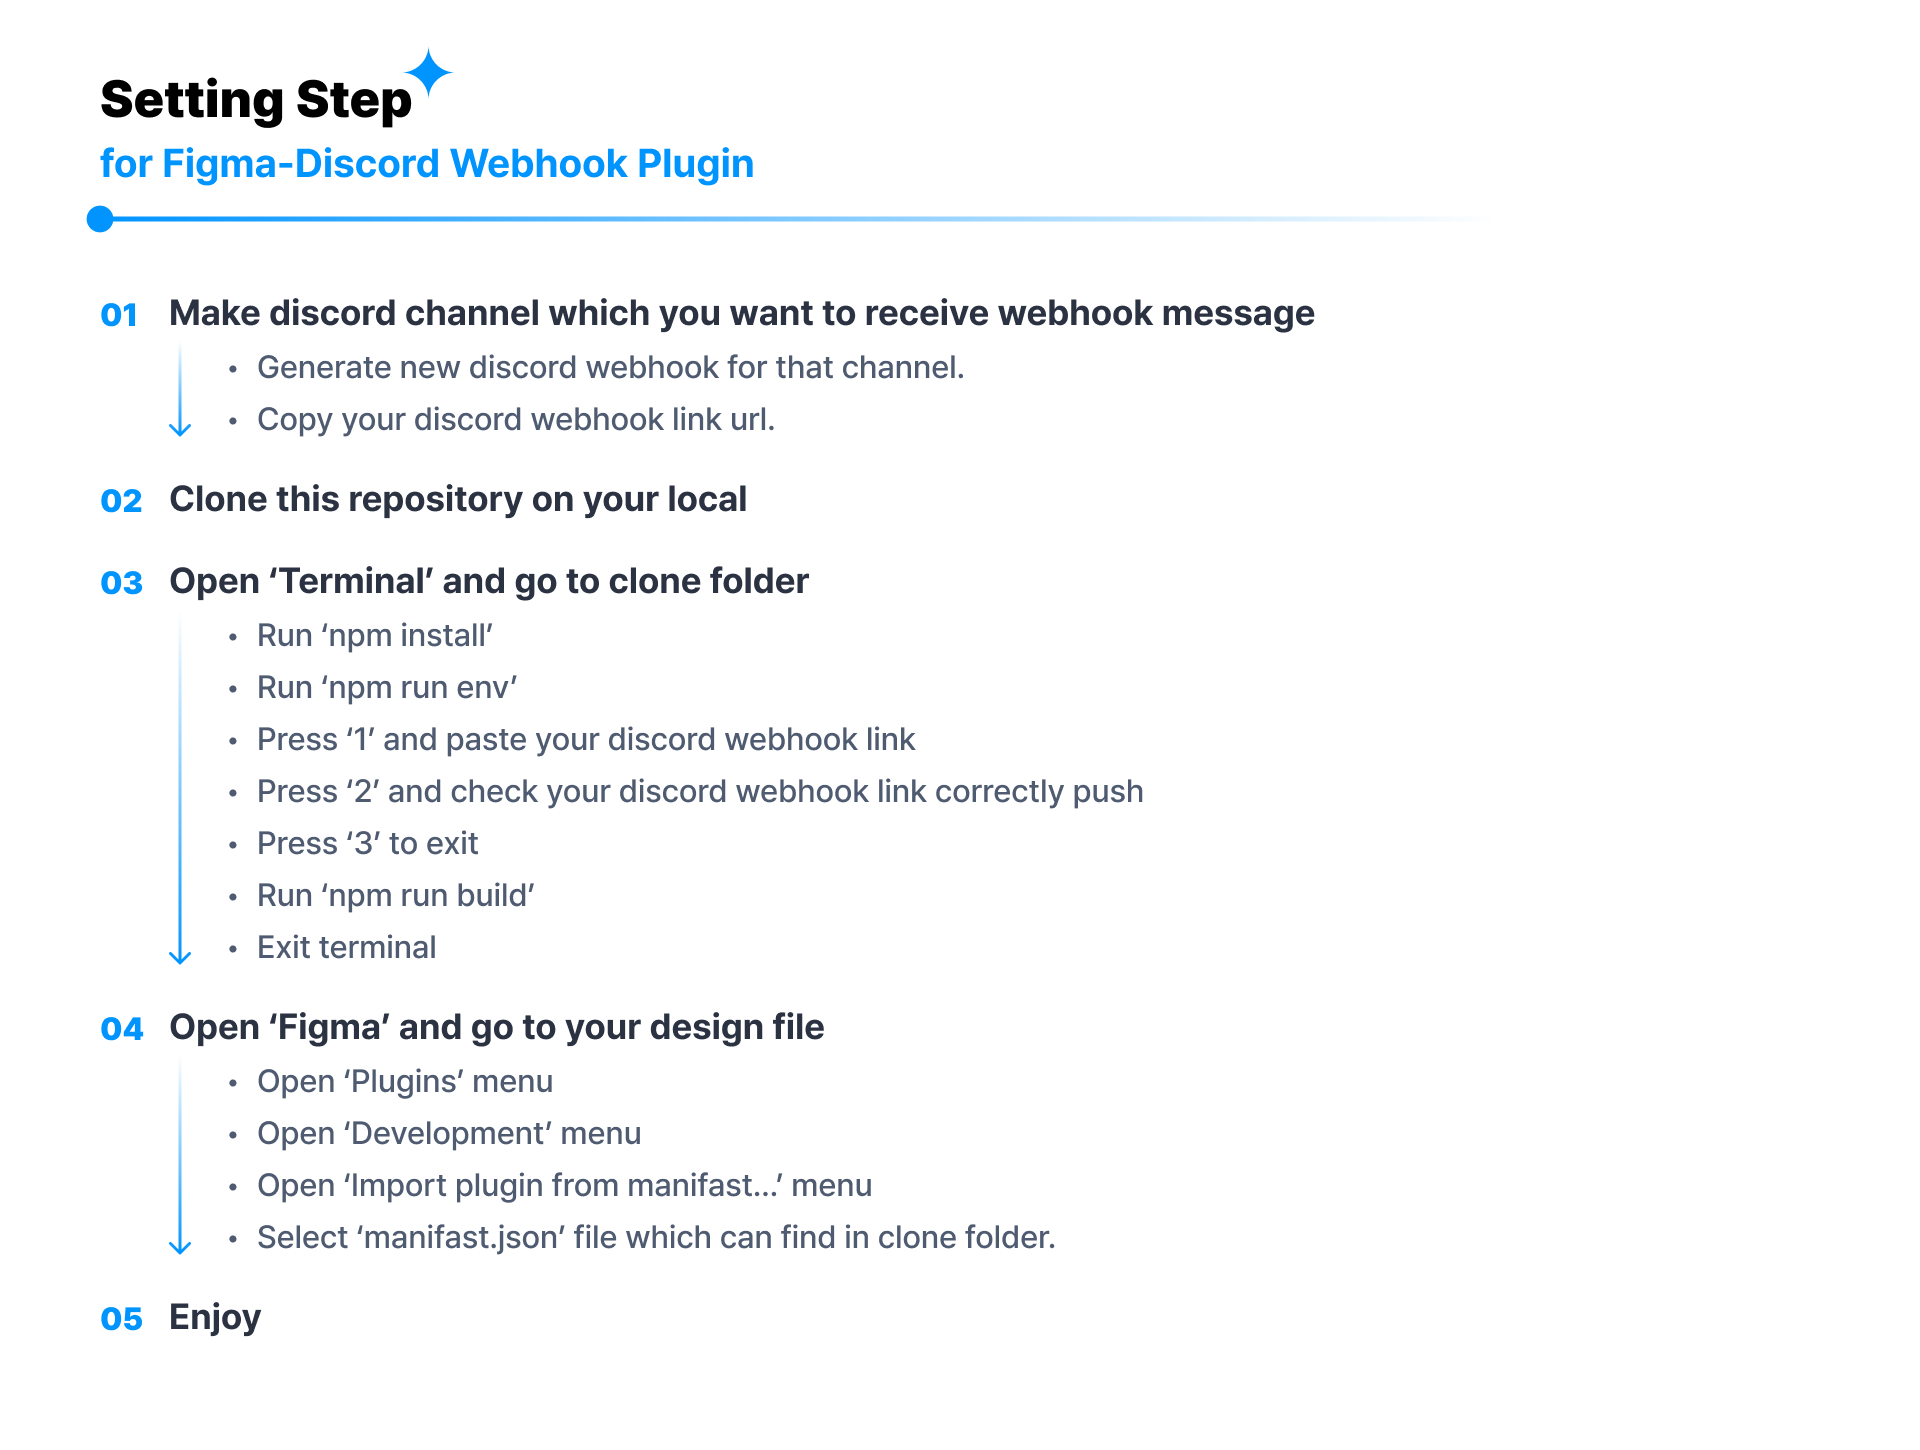 Setting Step
for Figma-Discord Webhook Plugin
01 Make discord channel which you want to receive webhook message
• Generate new discord webhook for that channel.
• Copy your discord webhook link url.
02 Clone this repository on your local
03 Open ‘Terminal’ and go to clone folder
• Run ‘npm install’
• Run ‘npm run env’
• Press ‘1’ and paste your discord webhook link
• Press ‘2’ and check your discord webhook link correctly push
• Press ‘3’ to exit
• Run ‘npm run build’
• Exit terminal
04 Open ‘Figma’ and go to your design file
• Open ‘Plugins’ menu
• Open ‘Development’ menu
• Open ‘Import plugin from manifast...’ menu
• Select ‘manifast.json’ file which can find in clone folder.
05 Enjoy